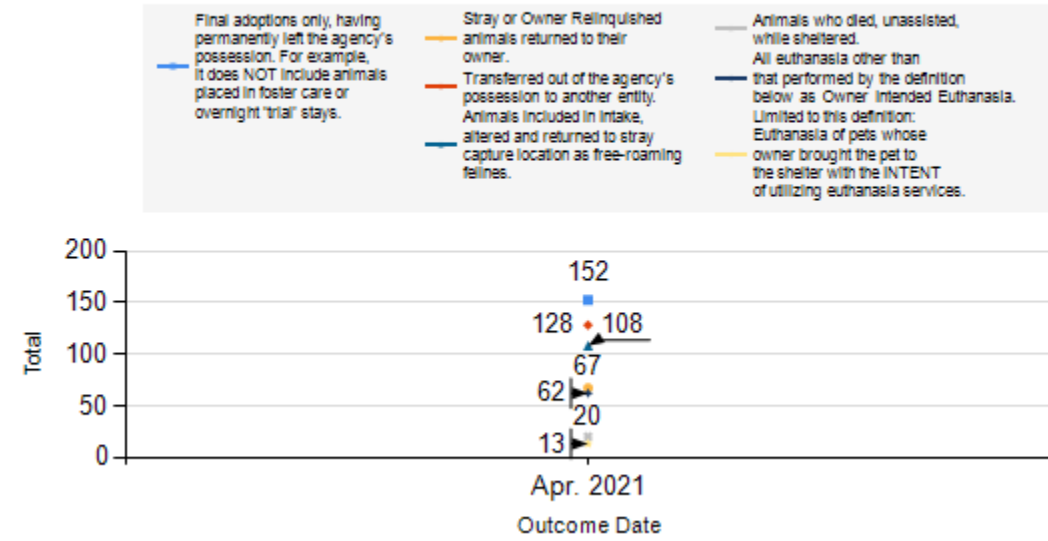 Final adoptions only, having
permanently left the agency's
possession. For example,
it does NOT include animals
placed in foster care or
overnight "trial" stays.
Stray or Owner Relinquished
animals returned to their
owner.
Transferred out of the agency's
possession to another entity.
Animals included in intake,
altered and returned to stray
capture location as free-roaming
felines.
Animals who died, unassisted,
while sheltered.
All euthanasia other than
that performed by the definition
below as Owner Intended Euthanasia.
Limited to this definition:
Euthanasia of pets whose
owner brought the pet to
the shelter with the INTENT
of utilizing euthanasia services.
200
150
100
50
0
Total
152
128
108
67
62
20
13
Apr. 2021
Outcome Date